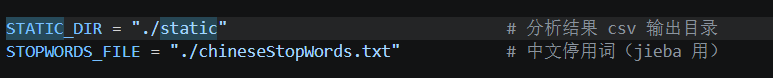 STATIC_DIR = "./static" # 分析结果 csv 输出目录
STOPWORDS_FILE = "./chineseStopWords.txt" # 中文停用词（jieba 用）